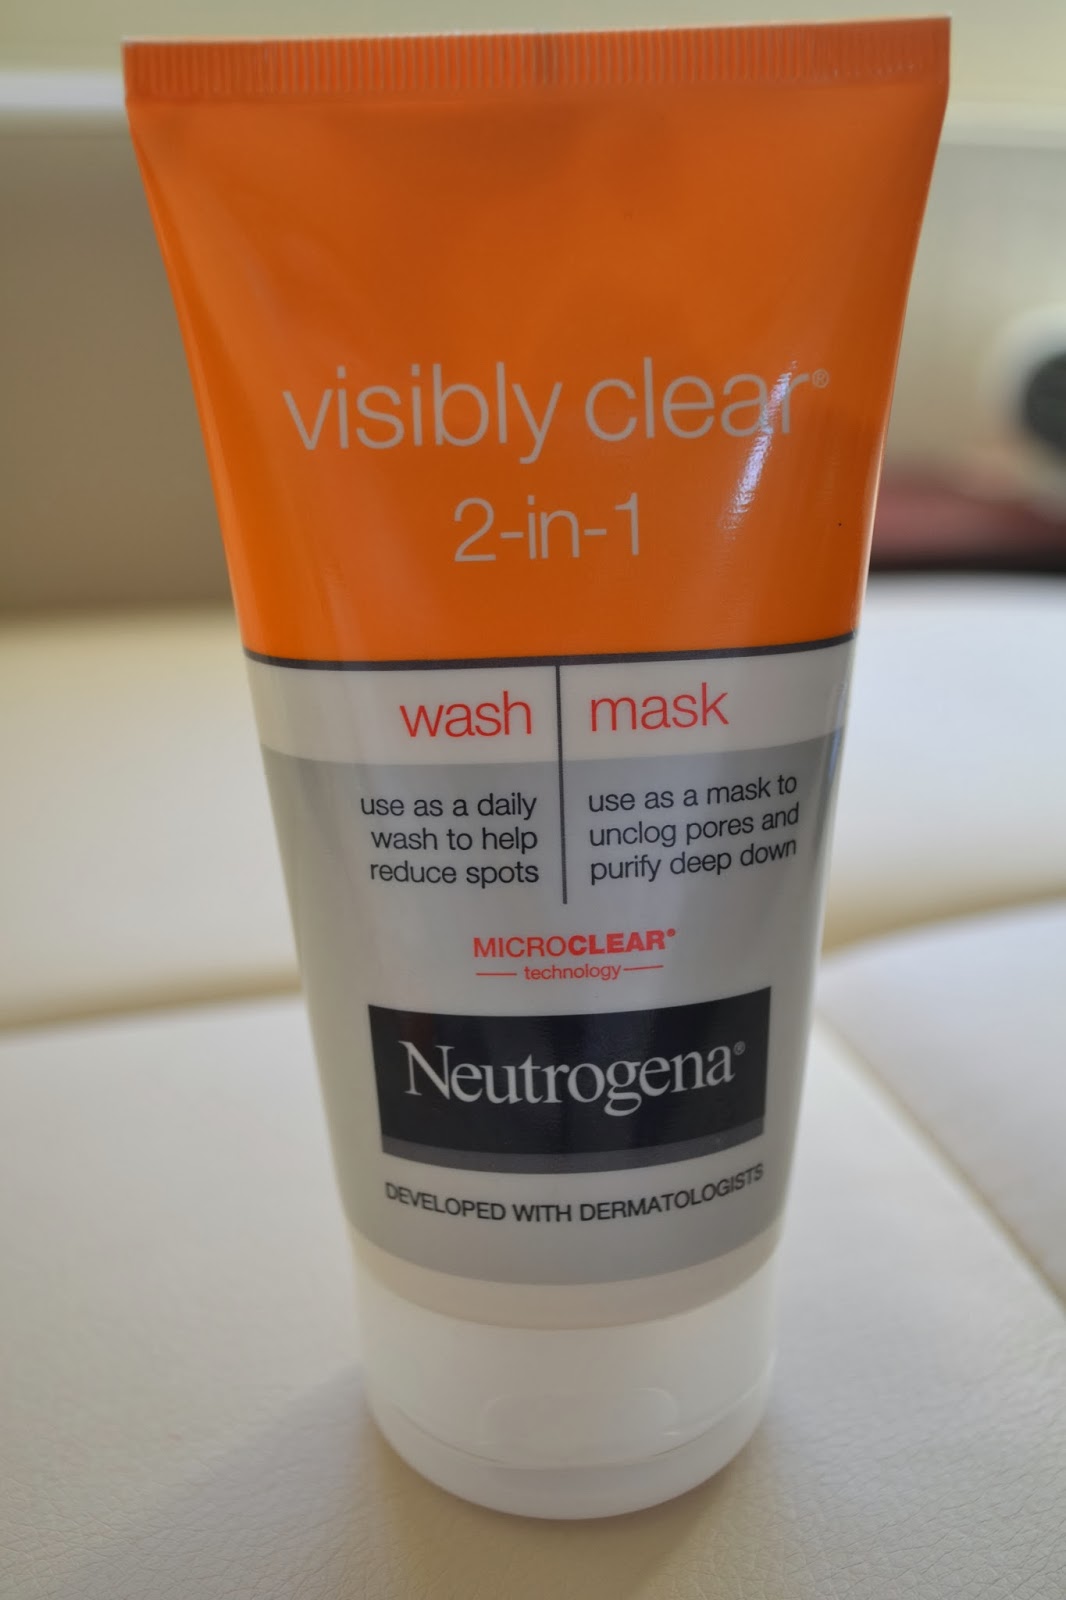 visibly clear®
2-in-1
wash
use as a daily
wash to help
reduce spots
mask
use as a mask to
unclog pores and
purify deep down
MICROCLEAR®
technology
Neutrogena®
DEVELOPED WITH DERMATOLOGISTS